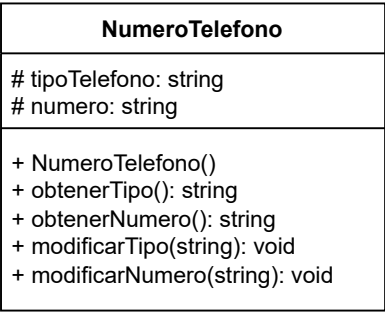 NumeroTelefono
# tipoTelefono: string
# numero: string
+ NumeroTelefono()
+ obtenerTipo(): string
+ obtenerNumero(): string
+ modificarTipo(string): void
+ modificarNumero(string): void